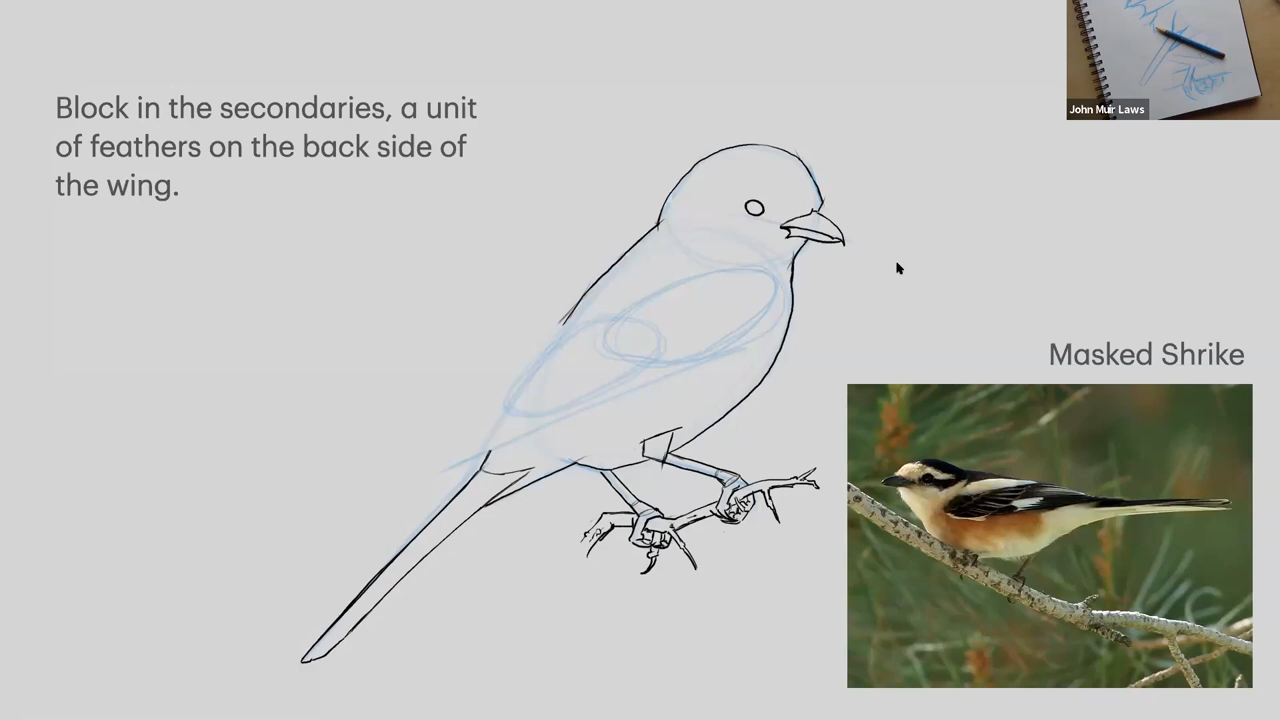 Block in the secondaries, a unit
of feathers on the back side of
the wing.
John Muir Laws
Masked Shrike